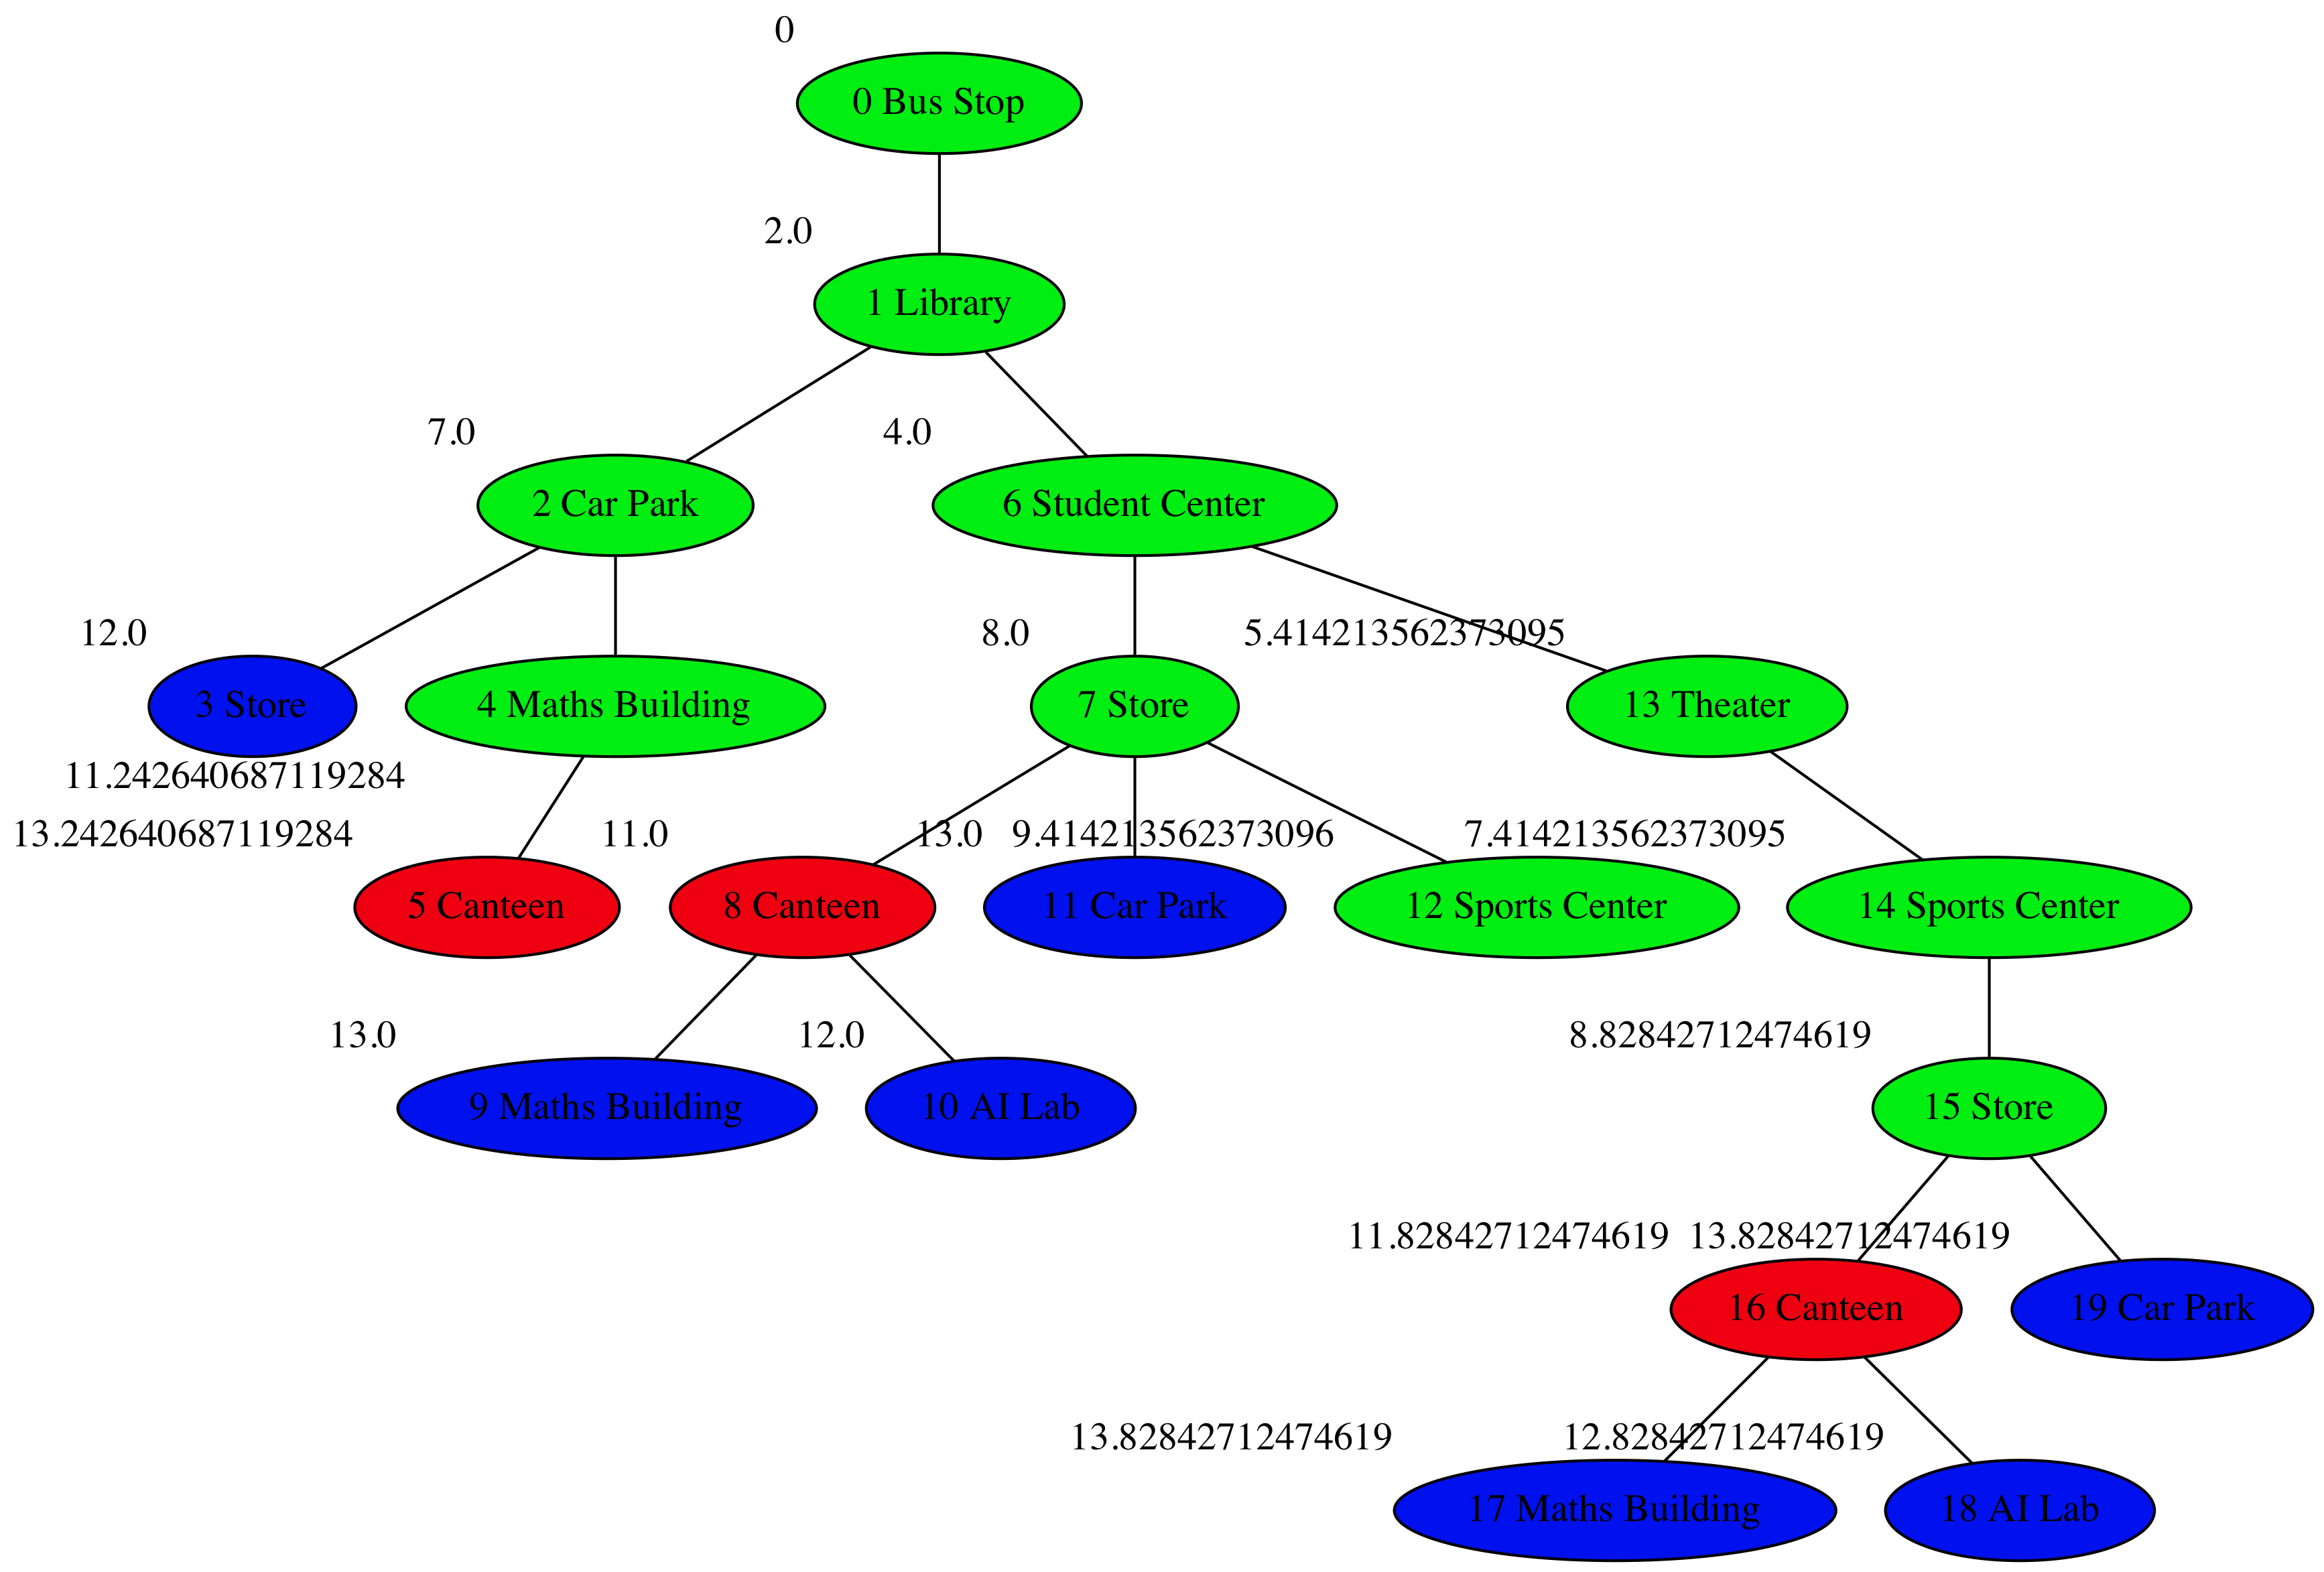 0
0 Bus Stop
2.0
1 Library
7.0
4.0
2 Car Park
6 Student Center
12.0
8.0
5.414213562373095
3 Store
4 Maths Building
7 Store
13 Theater
11.242640687119284
13.242640687119284
11.0
13.0
9.414213562373096
7.414213562373095
5 Canteen
8 Canteen
11 Car Park
12 Sports Center
14 Sports Center
13.0
12.0
8.82842712474619
9 Maths Building
10 AI Lab
15 Store
11.82842712474619
13.82842712474619
16 Canteen
19 Car Park
13.82842712474619
12.82842712474619
17 Maths Building
18 AI Lab